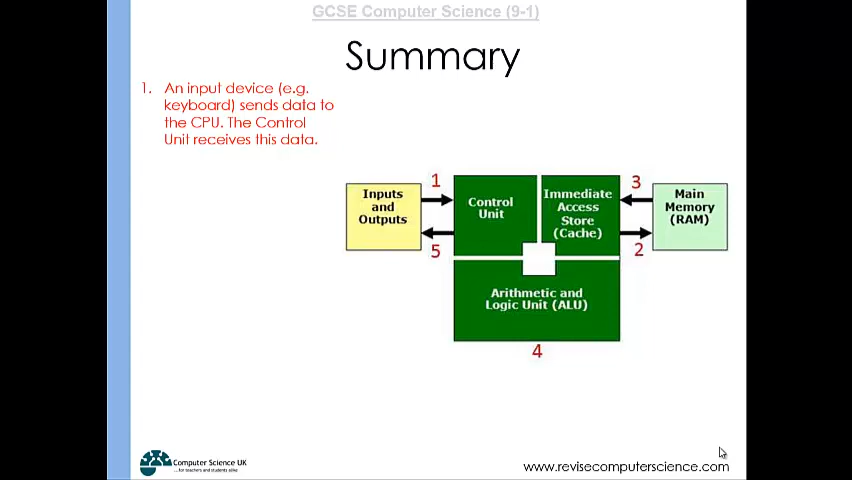 GCSE Computer Science (9-1)
Summary
1. An input device (e.g.
keyboard) sends data to
the CPU. The Control
Unit receives this data.
1
3
Inputs
and
Outputs
Control
Unit
Immediate
Access
Store
(Cache)
Main
Memory
(RAM)
5
2
Arithmetic and
Logic Unit (ALU)
4
Computer Science UK
...for teachers and students alike
www.revisecomputerscience.com